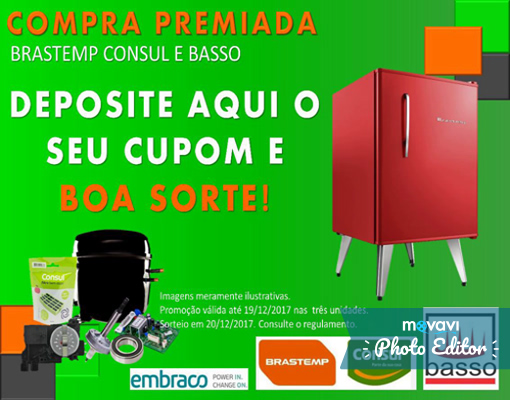 COMPRA PREMIADA
BRASTEMP CONSUL E BASSO
DEPOSITE AQUI O
SEU CUPOM E
BOA SORTE!
Consul
Imagens meramente ilustrativas.
Promoção válida até 19/12/2017 nas três unidades.
Sorteio em 20/12/2017. Consulte o regulamento.
embraco
POWER IN.
CHANGE ON.
BRASTEMP
Consul
basso
movavi
Photo Editor